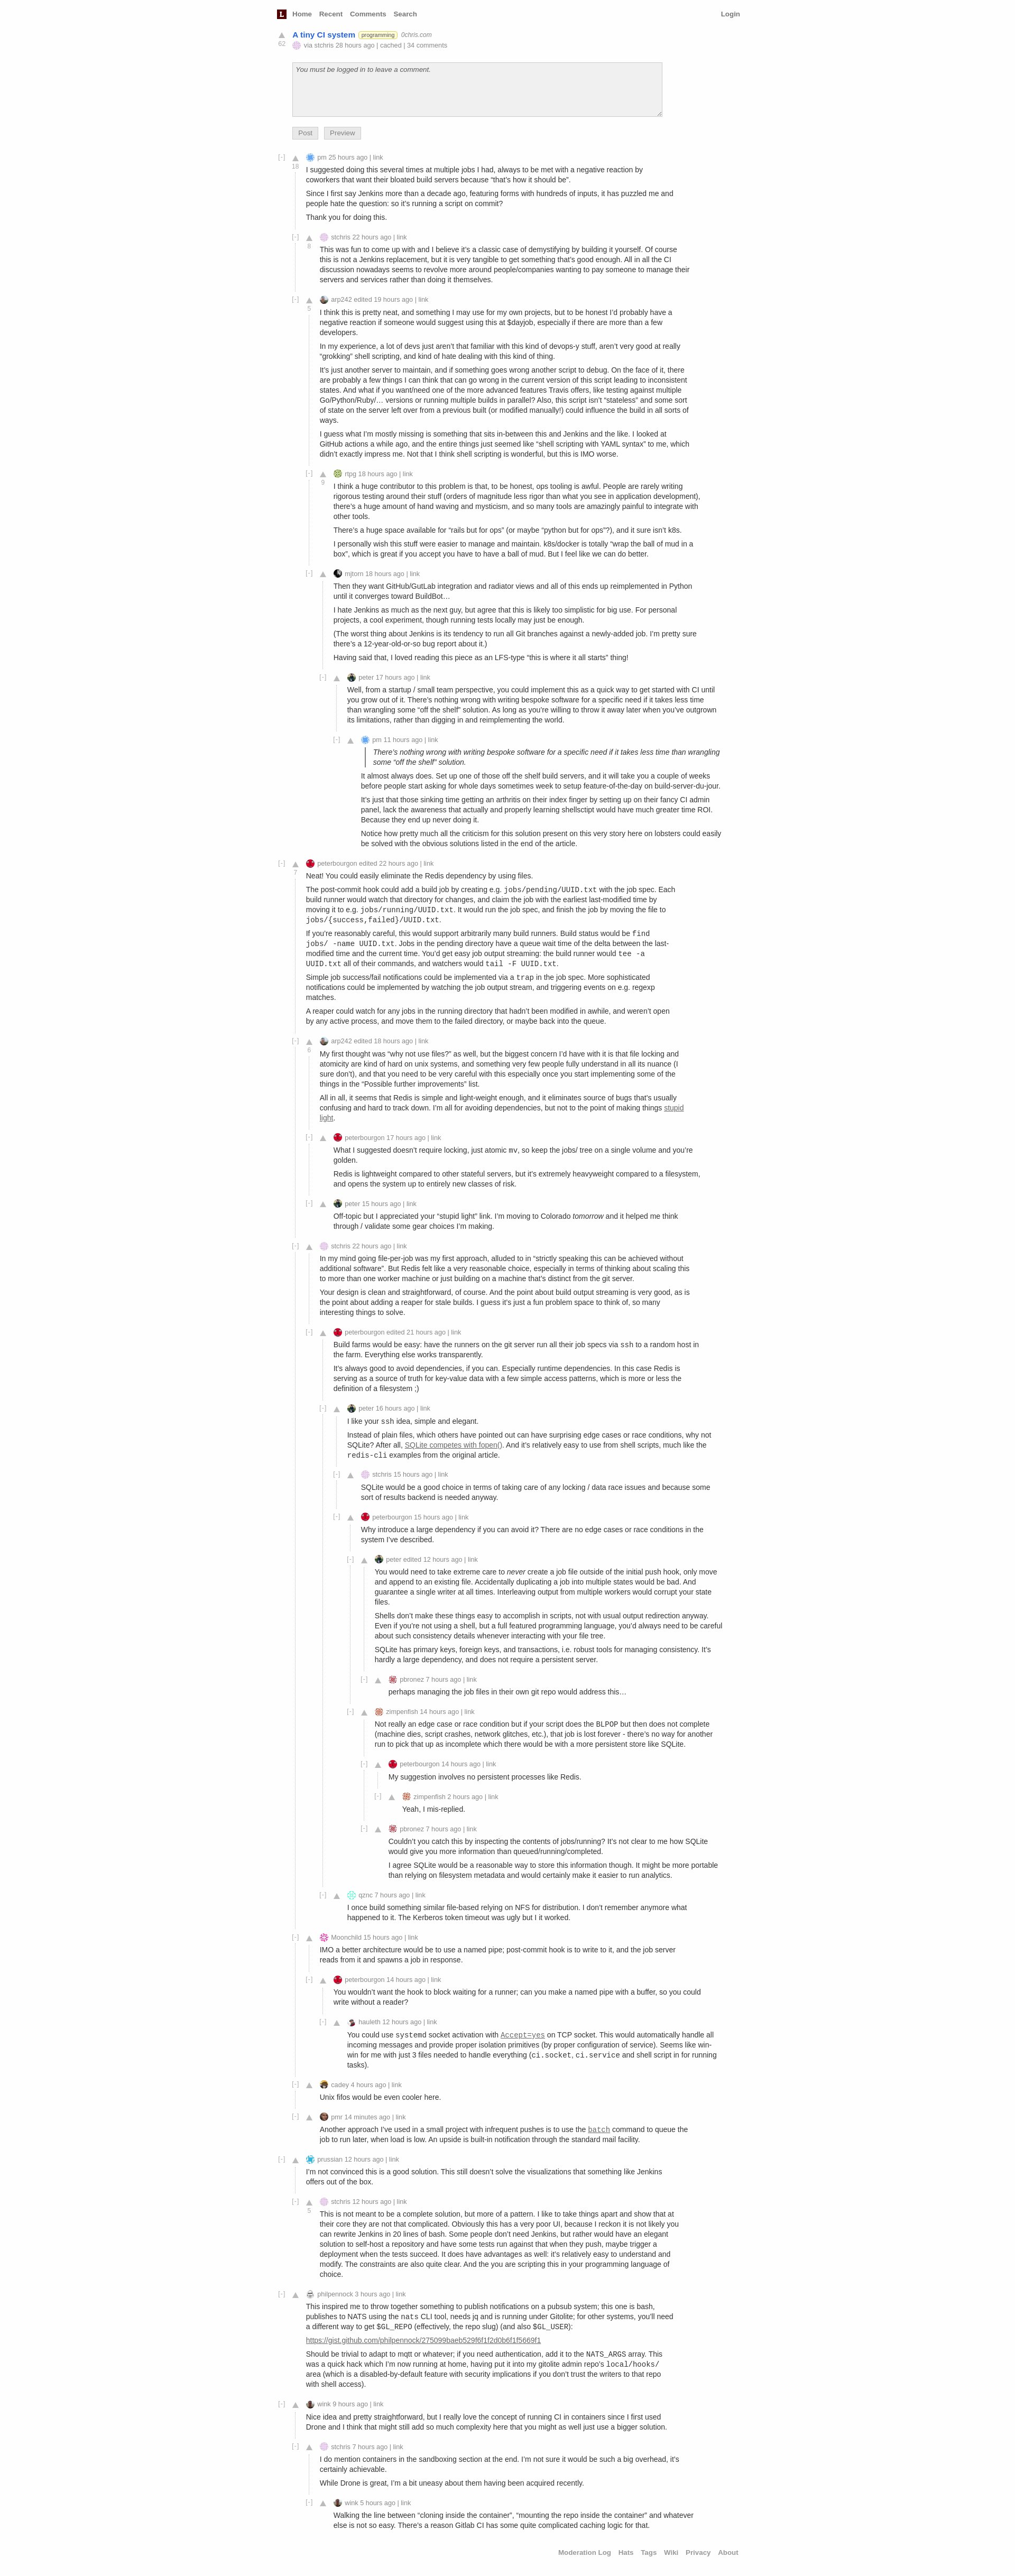 L Home Recent Comments Search Login
A tiny CI system programming 0chris.com
62 via stchris 28 hours ago | cached | 34 comments
You must be logged in to leave a comment.
Post Preview
[-] pm 25 hours ago | link
18
I suggested doing this several times at multiple jobs I had, always to be met with a negative reaction by
coworkers that want their bloated build servers because “that’s how it should be”.
Since I first say Jenkins more than a decade ago, featuring forms with hundreds of inputs, it has puzzled me and
people hate the question: so it’s running a script on commit?
Thank you for doing this.
[-] stchris 22 hours ago | link
This was fun to come up with and I believe it’s a classic case of demystifying by building it yourself. Of course
this is not a Jenkins replacement, but it is very tangible to get something that’s good enough. All in all the CI
discussion nowadays seems to revolve more around people/companies wanting to pay someone to manage their
servers and services rather than doing it themselves.
[-] arp242 edited 19 hours ago | link
5
I think this is pretty neat, and something I may use for my own projects, but to be honest I’d probably have a
negative reaction if someone would suggest using this at $dayjob, especially if there are more than a few
developers.
In my experience, a lot of devs just aren’t that familiar with this kind of devops-y stuff, aren’t very good at really
“grokking” shell scripting, and kind of hate dealing with this kind of thing.
It’s just another server to maintain, and if something goes wrong another script to debug. On the face of it, there
are probably a few things I can think that can go wrong in the current version of this script leading to inconsistent
states. And what if you want/need one of the more advanced features Travis offers, like testing against multiple
Go/Python/Ruby/… versions or running multiple builds in parallel? Also, this script isn’t “stateless” and some sort
of state on the server left over from a previous built (or modified manually!) could influence the build in all sorts of
ways.
I guess what I’m mostly missing is something that sits in-between this and Jenkins and the like. I looked at
GitHub actions a while ago, and the entire things just seemed like “shell scripting with YAML syntax” to me, which
didn’t exactly impress me. Not that I think shell scripting is wonderful, but this is IMO worse.
[-] rtpg 18 hours ago | link
9
I think a huge contributor to this problem is that, to be honest, ops tooling is awful. People are rarely writing
rigorous testing around their stuff (orders of magnitude less rigor than what you see in application development),
there’s a huge amount of hand waving and mysticism, and so many tools are amazingly painful to integrate with
other tools.
There’s a huge space available for “rails but for ops” (or maybe “python but for ops”?), and it sure isn’t k8s.
I personally wish this stuff were easier to manage and maintain. k8s/docker is totally “wrap the ball of mud in a
box”, which is great if you accept you have to have a ball of mud. But I feel like we can do better.
[-] mjtorn 18 hours ago | link
Then they want GitHub/GutLab integration and radiator views and all of this ends up reimplemented in Python
until it converges toward BuildBot…
I hate Jenkins as much as the next guy, but agree that this is likely too simplistic for big use. For personal
projects, a cool experiment, though running tests locally may just be enough.
(The worst thing about Jenkins is its tendency to run all Git branches against a newly-added job. I’m pretty sure
there’s a 12-year-old-or-so bug report about it.)
Having said that, I loved reading this piece as an LFS-type “this is where it all starts” thing!
[-] peter 17 hours ago | link
Well, from a startup / small team perspective, you could implement this as a quick way to get started with CI until
you grow out of it. There’s nothing wrong with writing bespoke software for a specific need if it takes less time
than wrangling some “off the shelf” solution. As long as you’re willing to throw it away later when you’ve outgrown
its limitations, rather than digging in and reimplementing the world.
[-] pm 11 hours ago | link
There’s nothing wrong with writing bespoke software for a specific need if it takes less time than wrangling
some “off the shelf” solution.
It almost always does. Set up one of those off the shelf build servers, and it will take you a couple of weeks
before people start asking for whole days sometimes week to setup feature-of-the-day on build-server-du-jour.
It’s just that those sinking time getting an arthritis on their index finger by setting up on their fancy CI admin
panel, lack the awareness that actually and properly learning shellsctipt would have much greater time ROI.
Because they end up never doing it.
Notice how pretty much all the criticism for this solution present on this very story here on lobsters could easily
be solved with the obvious solutions listed in the end of the article.
[-] peterbourgon edited 22 hours ago | link
7
Neat! You could easily eliminate the Redis dependency by using files.
The post-commit hook could add a build job by creating e.g. jobs/pending/UUID.txt with the job spec. Each
build runner would watch that directory for changes, and claim the job with the earliest last-modified time by
moving it to e.g. jobs/running/UUID.txt. It would run the job spec, and finish the job by moving the file to
jobs/{success,failed}/UUID.txt.
If you’re reasonably careful, this would support arbitrarily many build runners. Build status would be find
jobs/ -name UUID.txt. Jobs in the pending directory have a queue wait time of the delta between the last-
modified time and the current time. You’d get easy job output streaming: the build runner would tee -a
UUID.txt all of their commands, and watchers would tail -F UUID.txt.
Simple job success/fail notifications could be implemented via a trap in the job spec. More sophisticated
notifications could be implemented by watching the job output stream, and triggering events on e.g. regexp
matches.
A reaper could watch for any jobs in the running directory that hadn’t been modified in awhile, and weren’t open
by any active process, and move them to the failed directory, or maybe back into the queue.
[-] arp242 edited 18 hours ago | link
My first thought was “why not use files?” as well, but the biggest concern I’d have with it is that file locking and
atomicity are kind of hard on unix systems, and something very few people fully understand in all its nuance (I
sure don’t), and that you need to be very careful with this especially once you start implementing some of the
things in the “Possible further improvements” list.
All in all, it seems that Redis is simple and light-weight enough, and it eliminates source of bugs that’s usually
confusing and hard to track down. I’m all for avoiding dependencies, but not to the point of making things stupid
light.
[-] peterbourgon 17 hours ago | link
What I suggested doesn’t require locking, just atomic mv, so keep the jobs/ tree on a single volume and you’re
golden.
Redis is lightweight compared to other stateful servers, but it’s extremely heavyweight compared to a filesystem,
and opens the system up to entirely new classes of risk.
[-] peter 15 hours ago | link
Off-topic but I appreciated your “stupid light” link. I’m moving to Colorado tomorrow and it helped me think
through / validate some gear choices I’m making.
[-] stchris 22 hours ago | link
In my mind going file-per-job was my first approach, alluded to in “strictly speaking this can be achieved without
additional software”. But Redis felt like a very reasonable choice, especially in terms of thinking about scaling this
to more than one worker machine or just building on a machine that’s distinct from the git server.
Your design is clean and straightforward, of course. And the point about build output streaming is very good, as is
the point about adding a reaper for stale builds. I guess it’s just a fun problem space to think of, so many
interesting things to solve.
[-] peterbourgon edited 21 hours ago | link
Build farms would be easy: have the runners on the git server run all their job specs via ssh to a random host in
the farm. Everything else works transparently.
It’s always good to avoid dependencies, if you can. Especially runtime dependencies. In this case Redis is
serving as a source of truth for key-value data with a few simple access patterns, which is more or less the
definition of a filesystem ;)
[-] peter 16 hours ago | link
I like your ssh idea, simple and elegant.
Instead of plain files, which others have pointed out can have surprising edge cases or race conditions, why not
SQLite? After all, SQLite competes with fopen(). And it’s relatively easy to use from shell scripts, much like the
redis-cli examples from the original article.
[-] stchris 15 hours ago | link
SQLite would be a good choice in terms of taking care of any locking / data race issues and because some
sort of results backend is needed anyway.
[-] peterbourgon 15 hours ago | link
Why introduce a large dependency if you can avoid it? There are no edge cases or race conditions in the
system I’ve described.
[-] peter edited 12 hours ago | link
You would need to take extreme care to never create a job file outside of the initial push hook, only move
and append to an existing file. Accidentally duplicating a job into multiple states would be bad. And
guarantee a single writer at all times. Interleaving output from multiple workers would corrupt your state
files.
Shells don’t make these things easy to accomplish in scripts, not with usual output redirection anyway.
Even if you’re not using a shell, but a full featured programming language, you’d always need to be careful
about such consistency details whenever interacting with your file tree.
SQLite has primary keys, foreign keys, and transactions, i.e. robust tools for managing consistency. It’s
hardly a large dependency, and does not require a persistent server.
[-] pbronez 7 hours ago | link
perhaps managing the job files in their own git repo would address this…
[-] zimpenfish 14 hours ago | link
Not really an edge case or race condition but if your script does the BLPOP but then does not complete
(machine dies, script crashes, network glitches, etc.), that job is lost forever - there’s no way for another
run to pick that up as incomplete which there would be with a more persistent store like SQLite.
[-] peterbourgon 14 hours ago | link
My suggestion involves no persistent processes like Redis.
[-] zimpenfish 2 hours ago | link
Yeah, I mis-replied.
[-] pbronez 7 hours ago | link
Couldn’t you catch this by inspecting the contents of jobs/running? It’s not clear to me how SQLite
would give you more information than queued/running/completed.
I agree SQLite would be a reasonable way to store this information though. It might be more portable
than relying on filesystem metadata and would certainly make it easier to run analytics.
[-] qznc 7 hours ago | link
I once build something similar file-based relying on NFS for distribution. I don’t remember anymore what
happened to it. The Kerberos token timeout was ugly but I it worked.
[-] Moonchild 15 hours ago | link
IMO a better architecture would be to use a named pipe; post-commit hook is to write to it, and the job server
reads from it and spawns a job in response.
[-] peterbourgon 14 hours ago | link
You wouldn’t want the hook to block waiting for a runner; can you make a named pipe with a buffer, so you could
write without a reader?
[-] hauleth 12 hours ago | link
You could use systemd socket activation with Accept=yes on TCP socket. This would automatically handle all
incoming messages and provide proper isolation primitives (by proper configuration of service). Seems like win-
win for me with just 3 files needed to handle everything (ci.socket, ci.service and shell script in for running
tasks).
[-] cadey 4 hours ago | link
Unix fifos would be even cooler here.
[-] pmr 14 minutes ago | link
Another approach I’ve used in a small project with infrequent pushes is to use the batch command to queue the
job to run later, when load is low. An upside is built-in notification through the standard mail facility.
[-] prussian 12 hours ago | link
I’m not convinced this is a good solution. This still doesn’t solve the visualizations that something like Jenkins
offers out of the box.
[-] stchris 12 hours ago | link
5
This is not meant to be a complete solution, but more of a pattern. I like to take things apart and show that at
their core they are not that complicated. Obviously this has a very poor UI, because I reckon it is not likely you
can rewrite Jenkins in 20 lines of bash. Some people don’t need Jenkins, but rather would have an elegant
solution to self-host a repository and have some tests run against that when they push, maybe trigger a
deployment when the tests succeed. It does have advantages as well: it’s relatively easy to understand and
modify. The constraints are also quite clear. And the you are scripting this in your programming language of
choice.
[-] philpennock 3 hours ago | link
This inspired me to throw together something to publish notifications on a pubsub system; this one is bash,
publishes to NATS using the nats CLI tool, needs jq and is running under Gitolite; for other systems, you’ll need
a different way to get $GL_REPO (effectively, the repo slug) (and also $GL_USER):
https://gist.github.com/philpennock/275099baeb529f6f1f2d0b6f1f5669f1
Should be trivial to adapt to mqtt or whatever; if you need authentication, add it to the NATS_ARGS array. This
was a quick hack which I’m now running at home, having put it into my gitolite admin repo’s local/hooks/
area (which is a disabled-by-default feature with security implications if you don’t trust the writers to that repo
with shell access).
[-] wink 9 hours ago | link
Nice idea and pretty straightforward, but I really love the concept of running CI in containers since I first used
Drone and I think that might still add so much complexity here that you might as well just use a bigger solution.
[-] stchris 7 hours ago | link
I do mention containers in the sandboxing section at the end. I’m not sure it would be such a big overhead, it’s
certainly achievable.
While Drone is great, I’m a bit uneasy about them having been acquired recently.
[-] wink 5 hours ago | link
Walking the line between “cloning inside the container”, “mounting the repo inside the container” and whatever
else is not so easy. There’s a reason Gitlab CI has some quite complicated caching logic for that.
Moderation Log Hats Tags Wiki Privacy About